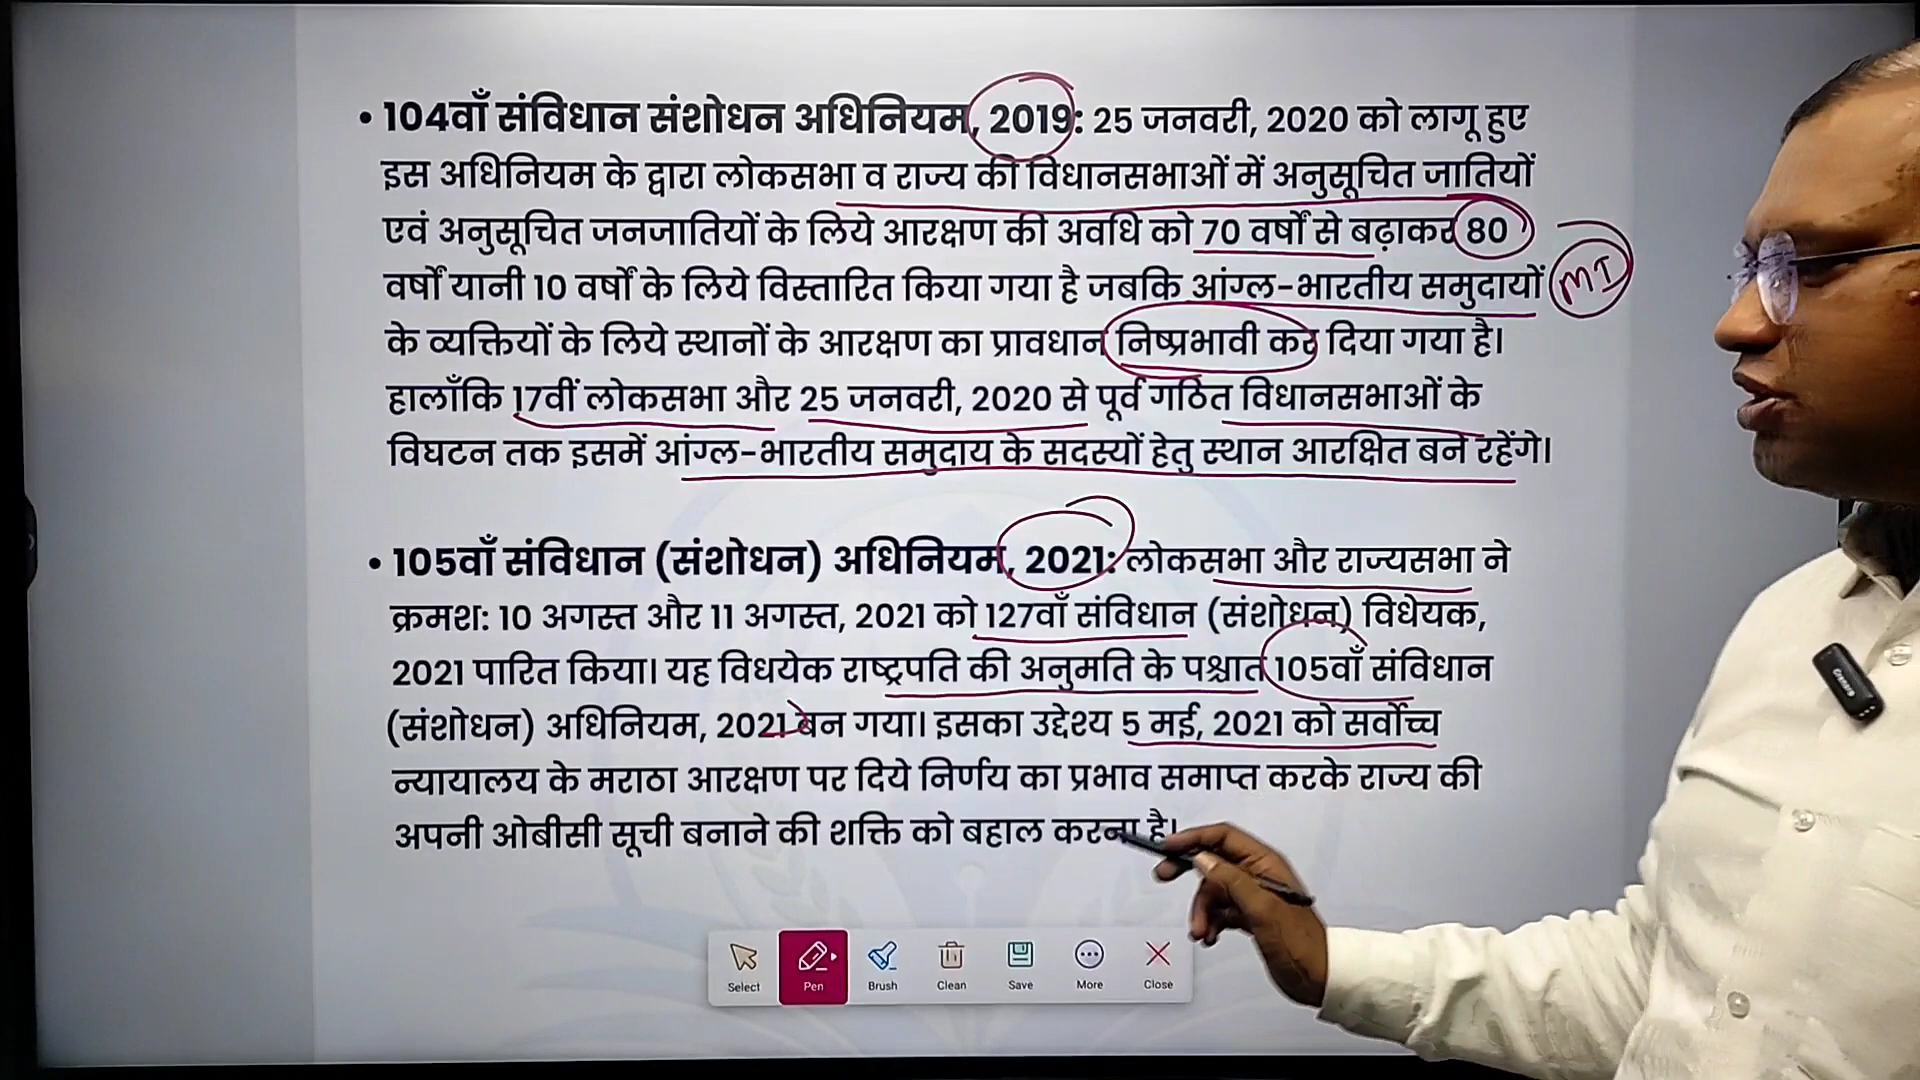 • 104वाँ संविधान संशोधन अधिनियम, 2019: 25 जनवरी, 2020 को लागू हुए
इस अधिनियम के द्वारा लोकसभा व राज्य की विधानसभाओं में अनुसूचित जातियों
एवं अनुसूचित जनजातियों के लिये आरक्षण की अवधि को 70 वर्षों से बढ़ाकर 80
वर्षों यानी 10 वर्षों के लिये विस्तारित किया गया है जबकि आंग्ल-भारतीय समुदायों
MI
के व्यक्तियों के लिये स्थानों के आरक्षण का प्रावधान निष्प्रभावी कर दिया गया है।
हालाँकि 17वीं लोकसभा और 25 जनवरी, 2020 से पूर्व गठित विधानसभाओं के
विघटन तक इसमें आंग्ल-भारतीय समुदाय के सदस्यों हेतु स्थान आरक्षित बने रहेंगे।
• 105वाँ संविधान (संशोधन) अधिनियम, 2021: लोकसभा और राज्यसभा ने
क्रमश: 10 अगस्त और 11 अगस्त, 2021 को 127वाँ संविधान (संशोधन) विधेयक,
2021 पारित किया। यह विधयेक राष्ट्रपति की अनुमति के पश्चात 105वाँ संविधान
(संशोधन) अधिनियम, 2021 बन गया। इसका उद्देश्य 5 मई, 2021 को सर्वोच्च
न्यायालय के मराठा आरक्षण पर दिये निर्णय का प्रभाव समाप्त करके राज्य की
अपनी ओबीसी सूची बनाने की शक्ति को बहाल करना है।
Select Pen Brush Clean Save More Close